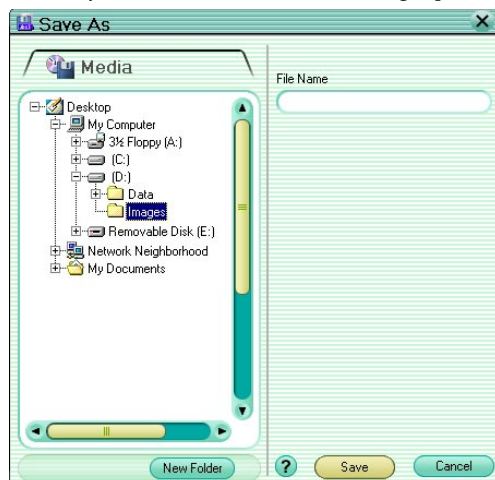 Save As
Media
Desktop
My Computer
3½ Floppy (A:)
(C:)
(D:)
Data
Images
Removable Disk (E:)
Network Neighborhood
My Documents
New Folder
File Name
? Save Cancel